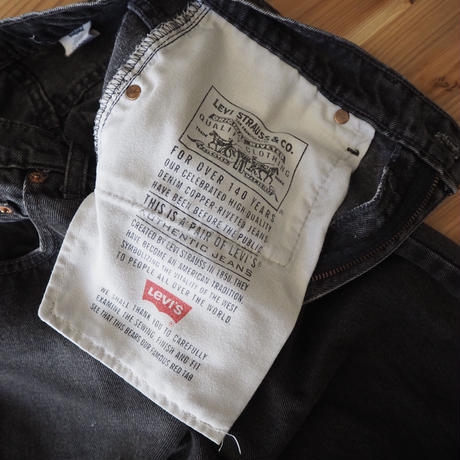 LEVI STRAUSS & CO.
QUALITY CLOTHING
FOR OVER 140 YEARS
OUR CELEBRATED HIGH QUALITY
DENIM COPPER RIVETED JEANS
HAVE BEEN BEFORE THE PUBLIC
THIS IS A PAIR OF LEVI'S®
AUTHENTIC JEANS
CREATED BY LEVI STRAUSS IN 1850. THEY
HAVE BECOME AN AMERICAN TRADITION,
SYMBOLIZING THE VITALITY OF THE WEST
TO PEOPLE ALL OVER THE WORLD
LEVI'S
WE SHALL THANK YOU TO CAREFULLY
EXAMINE THE SEWING, FINISH AND FIT
SEE THAT THIS BEARS OUR FAMOUS RED TAB